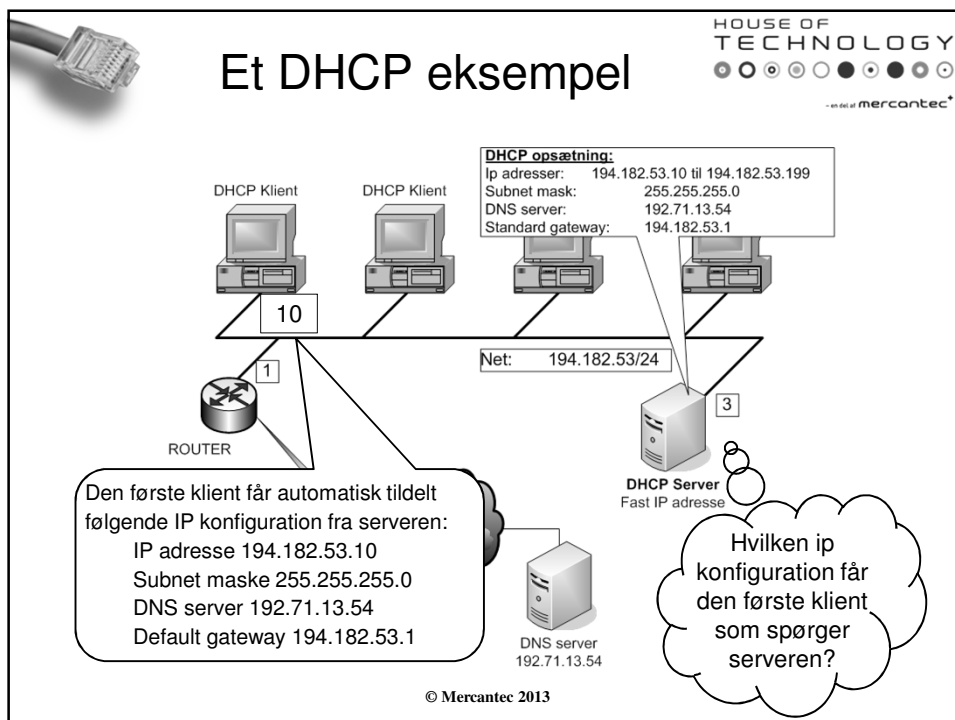 HOUSE OF
TECHNOLOGY
- en del af mercantec+
Et DHCP eksempel
DHCP opsætning:
Ip adresser: 194.182.53.10 til 194.182.53.199
Subnet mask: 255.255.255.0
DNS server: 192.71.13.54
Standard gateway: 194.182.53.1
DHCP Klient
DHCP Klient
10
Net: 194.182.53/24
1
3
ROUTER
DHCP Server
Fast IP adresse
Den første klient får automatisk tildelt
følgende IP konfiguration fra serveren:
IP adresse 194.182.53.10
Subnet maske 255.255.255.0
DNS server 192.71.13.54
Default gateway 194.182.53.1
Hvilken ip
konfiguration får
den første klient
som spørger
serveren?
DNS server
192.71.13.54
© Mercantec 2013